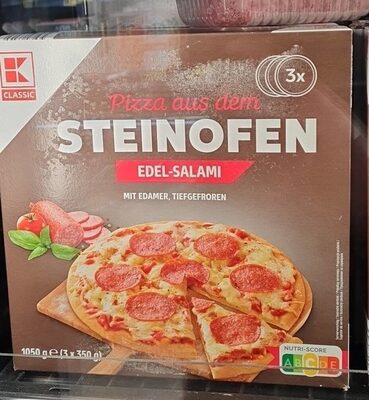 K
CLASSIC
3x
Pizza aus dem
STEINOFEN
EDEL-SALAMI
MIT EDAMER, TIEFGEFROREN
1050 g ℮ (3 x 350 g)
NUTRI-SCORE
A B C D E